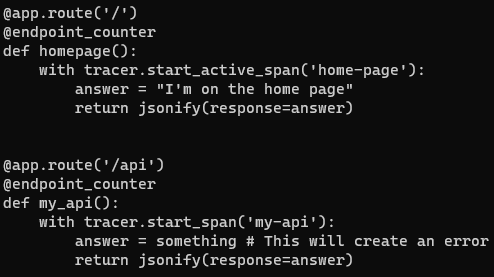 @app.route('/')
@endpoint_counter
def homepage():
    with tracer.start_active_span('home-page'):
        answer = "I'm on the home page"
        return jsonify(response=answer)
@app.route('/api')
@endpoint_counter
def my_api():
    with tracer.start_span('my-api'):
        answer = something # This will create an error
        return jsonify(response=answer)